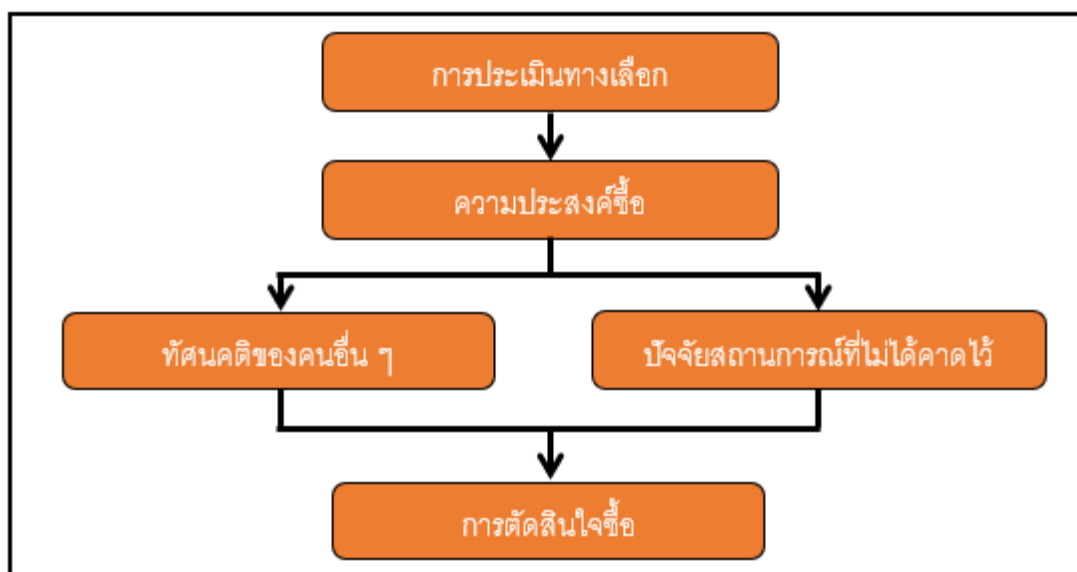 การประเมินทางเลือก
ความประสงค์ซื้อ
ทัศนคติของคนอื่น ๆ
ปัจจัยสถานการณ์ที่ไม่ได้คาดไว้
การตัดสินใจซื้อ